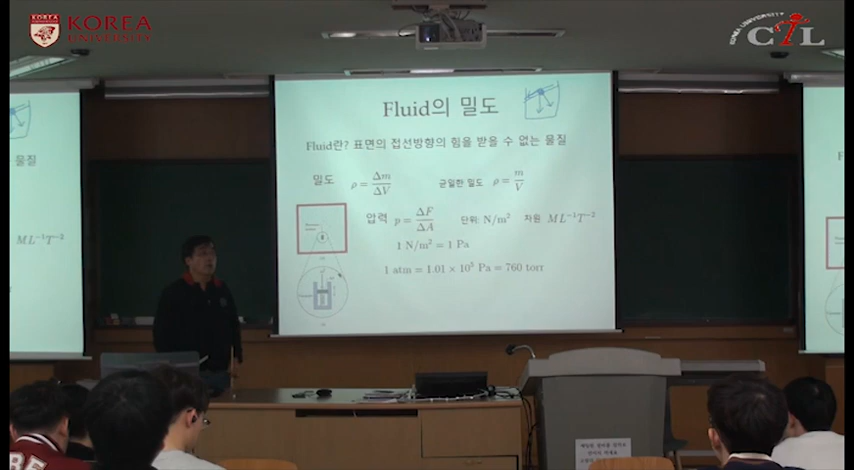 KOREA
UNIVERSITY
KOREA UNIVERSITY
CTL
Fluid의 밀도
Fluid란? 표면의 접선방향의 힘을 받을 수 없는 물질
밀도 ρ = Δm/ΔV 균일한 밀도 ρ = m/V
압력 p = ΔF/ΔA 단위: N/m² 차원 ML⁻¹T⁻²
1 N/m² = 1 Pa
1 atm = 1.01 × 10⁵ Pa = 760 torr
물질
ML⁻¹T⁻²